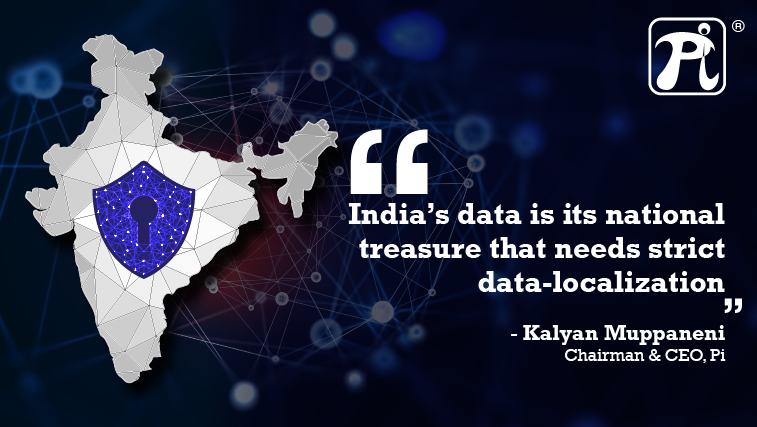 Pi®
“
India’s data is its national
treasure that needs strict
data-localization
”
- Kalyan Muppaneni
Chairman & CEO, Pi